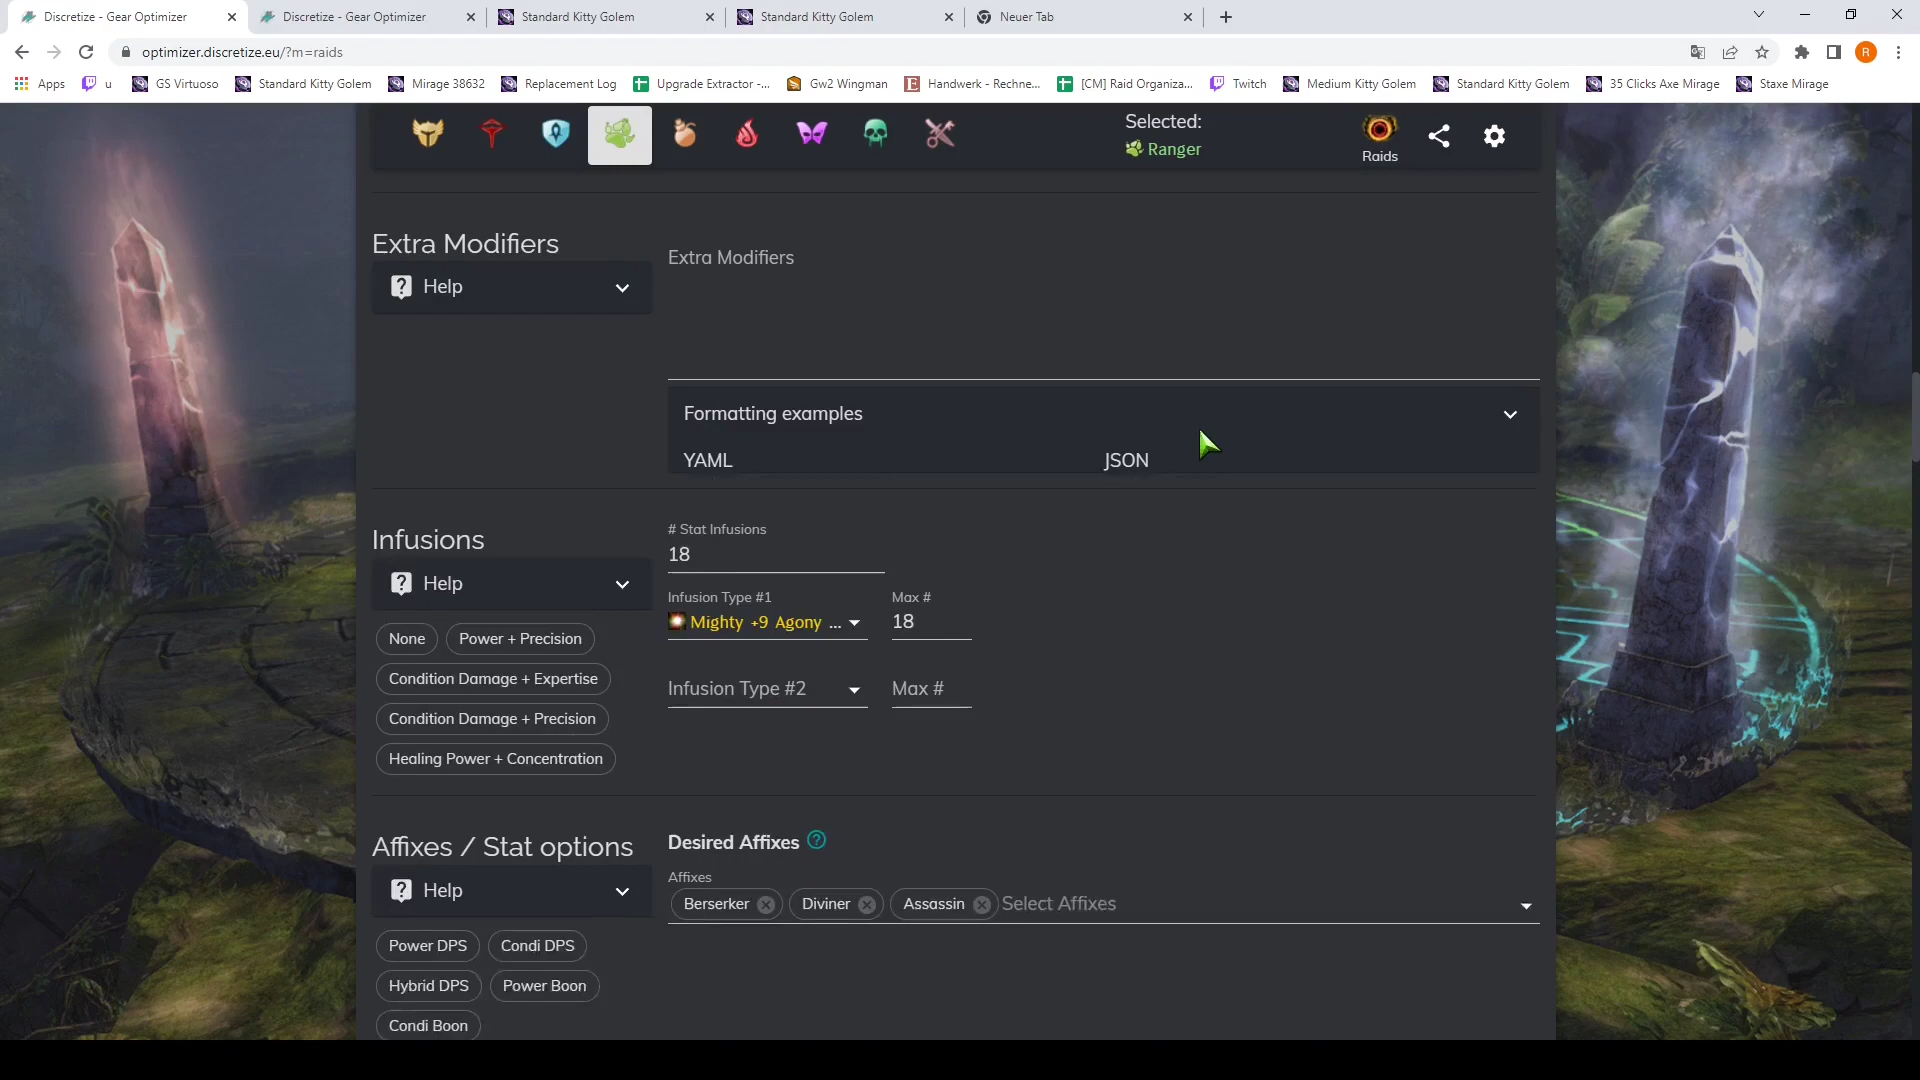 Discretize - Gear Optimizer
Discretize - Gear Optimizer
Standard Kitty Golem
Standard Kitty Golem
Neuer Tab
optimizer.discretize.eu/?m=raids
R
Apps
u
GS Virtuoso
Standard Kitty Golem
Mirage 38632
Replacement Log
Upgrade Extractor -...
Gw2 Wingman
Handwerk - Rechne...
[CM] Raid Organiza...
Twitch
Medium Kitty Golem
Standard Kitty Golem
35 Clicks Axe Mirage
Staxe Mirage
Selected:
Ranger
Raids
Extra Modifiers
Help
Extra Modifiers
Formatting examples
YAML
JSON
Infusions
Help
None
Power + Precision
Condition Damage + Expertise
Condition Damage + Precision
Healing Power + Concentration
# Stat Infusions
18
Infusion Type #1
Mighty +9 Agony ...
Max #
18
Infusion Type #2
Max #
Affixes / Stat options
Help
Power DPS
Condi DPS
Hybrid DPS
Power Boon
Condi Boon
Desired Affixes
Affixes
Berserker
Diviner
Assassin
Select Affixes